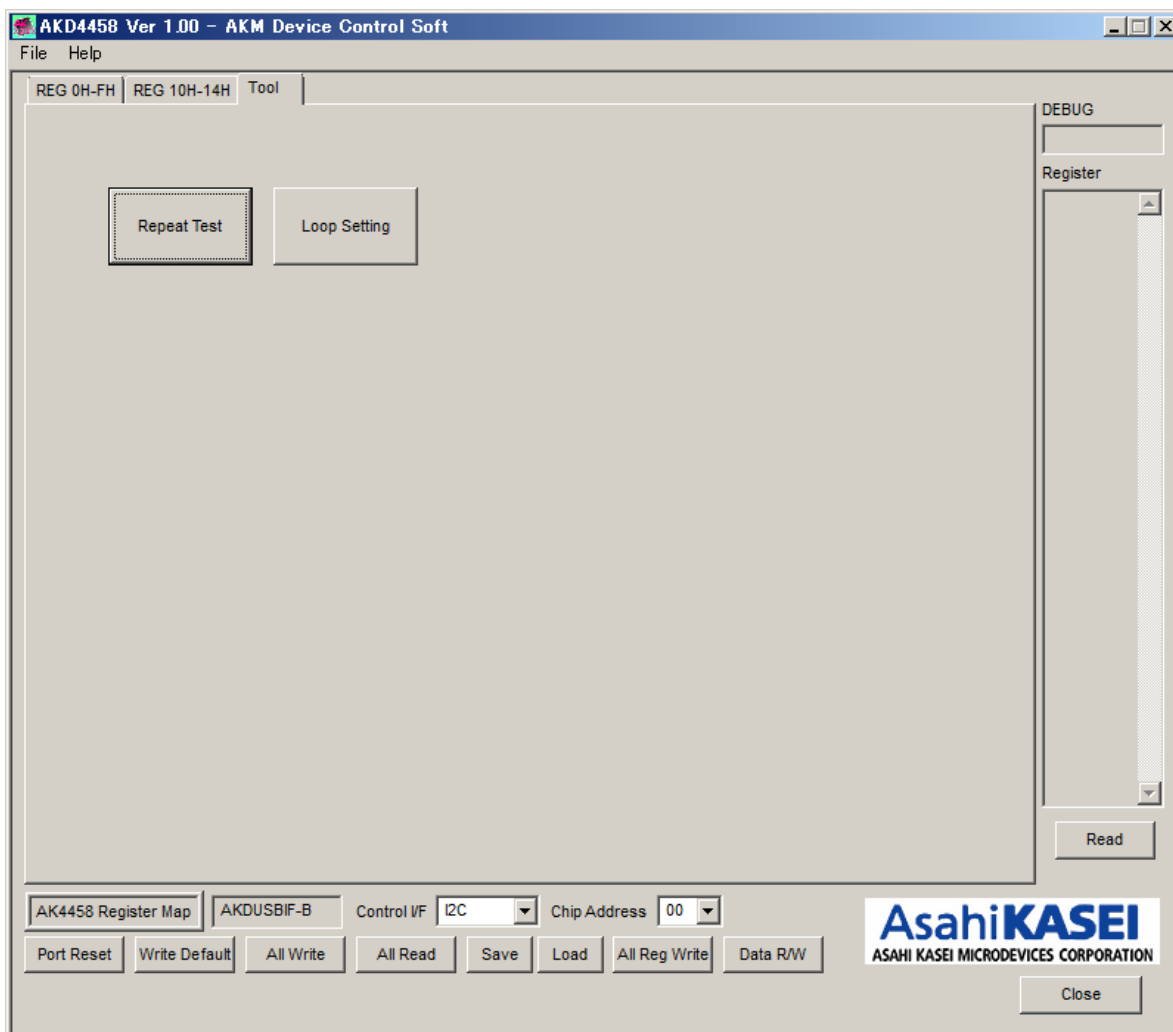 AKD4458 Ver 1.00 - AKM Device Control Soft
File Help
REG 0H-FH REG 10H-14H Tool
DEBUG
Register
Repeat Test Loop Setting
Read
AK4458 Register Map AKDUSBIF-B Control I/F I2C Chip Address 00
Port Reset Write Default All Write All Read Save Load All Reg Write Data R/W
AsahiKASEI
ASAHI KASEI MICRODEVICES CORPORATION
Close